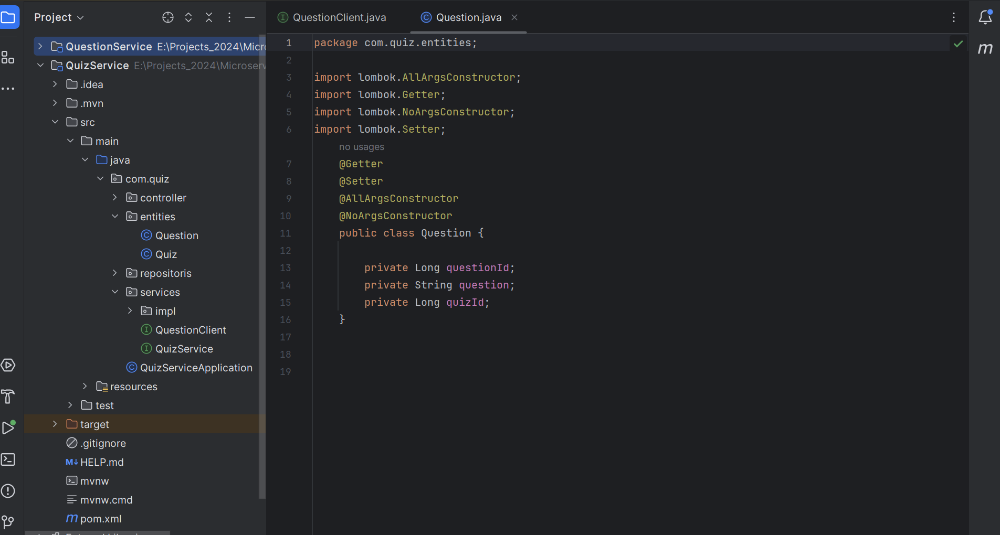 Project
QuestionService E:\Projects_2024\Micro
QuizService E:\Projects_2024\Microserv
.idea
.mvn
src
main
java
com.quiz
controller
entities
Question
Quiz
repositoris
services
impl
QuestionClient
QuizService
QuizServiceApplication
resources
test
target
.gitignore
M↓ HELP.md
mvnw
mvnw.cmd
m pom.xml
QuestionClient.java
Question.java
1 package com.quiz.entities;
2
3 import lombok.AllArgsConstructor;
4 import lombok.Getter;
5 import lombok.NoArgsConstructor;
6 import lombok.Setter;
no usages
7 @Getter
8 @Setter
9 @AllArgsConstructor
10 @NoArgsConstructor
11 public class Question {
12
13 private Long questionId;
14 private String question;
15 private Long quizId;
16 }
17
18
19
m